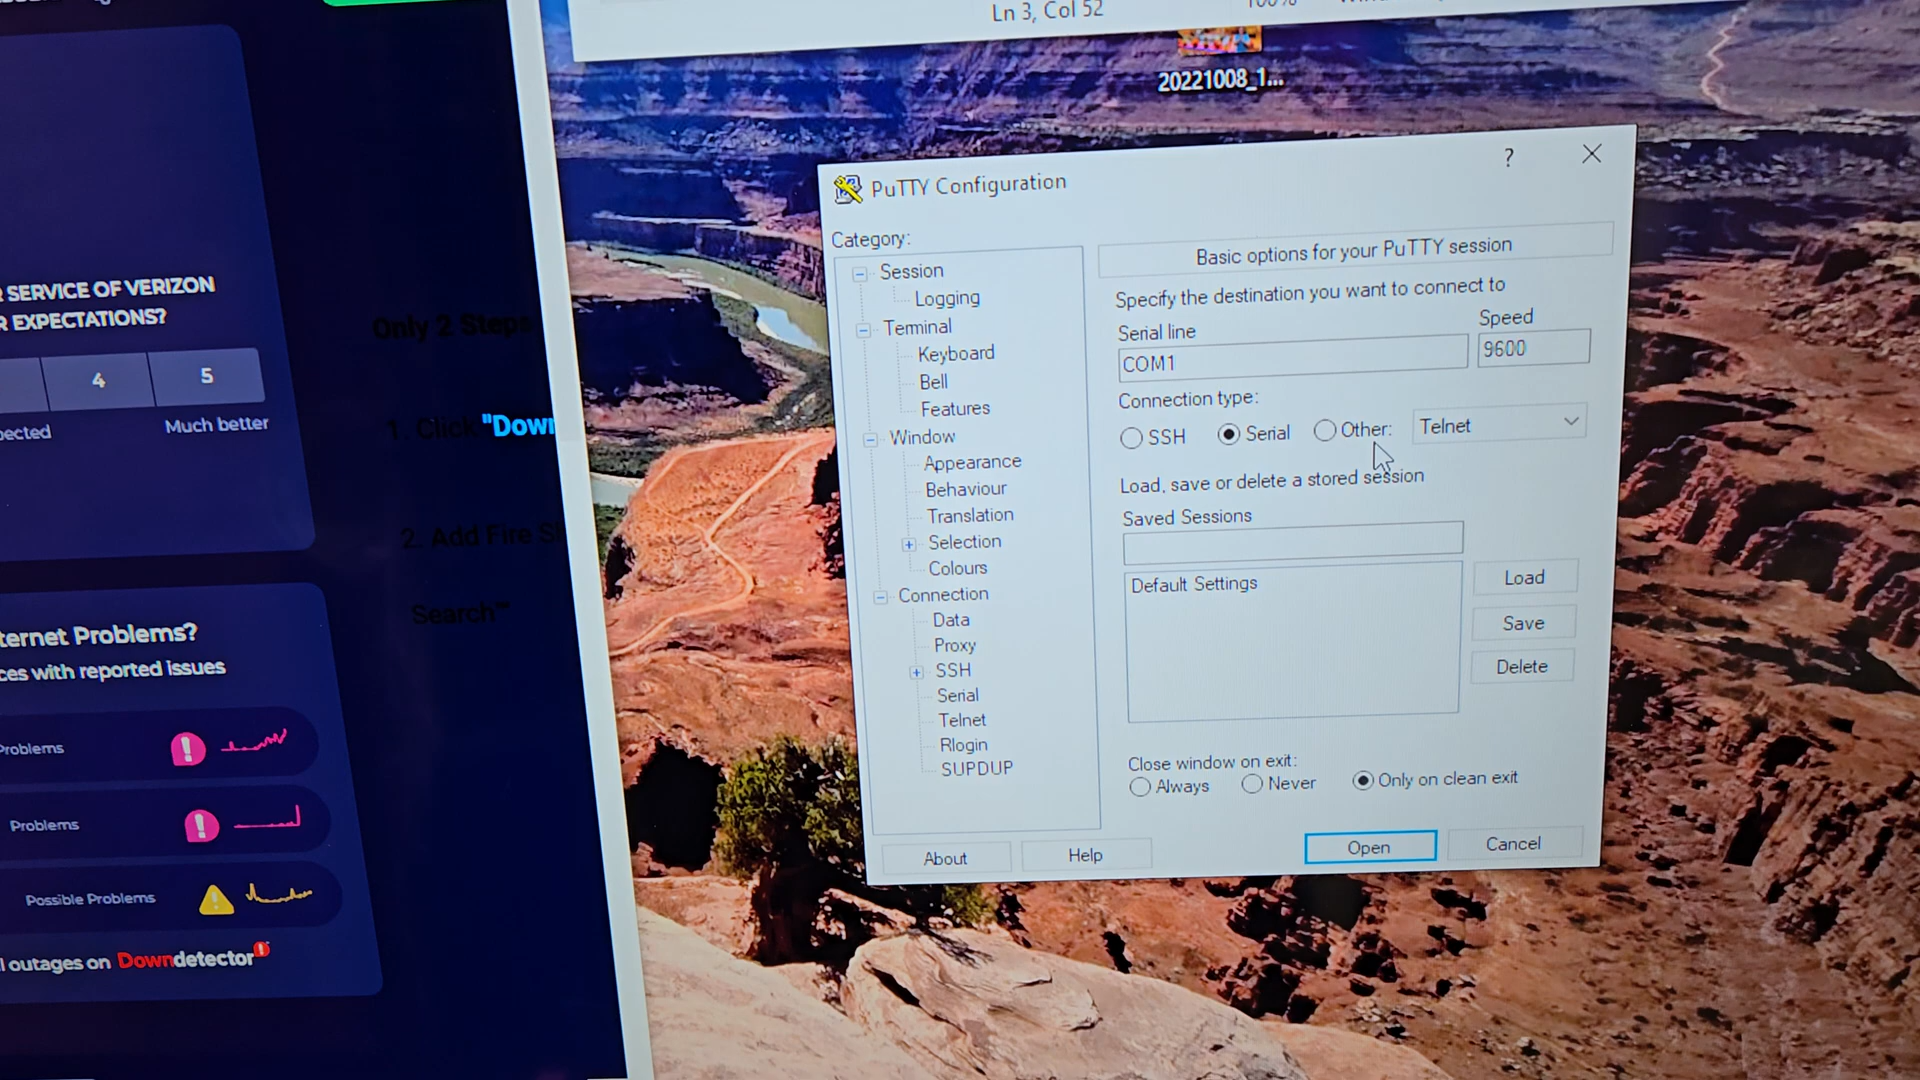 Ln 3, Col 52
100%
20221008_1...
SERVICE OF VERIZON
R EXPECTATIONS?
4
5
pected
Much better
Only 2 Steps
1. Click "Down
2. Add Fire
Search™
ternet Problems?
ces with reported issues
Problems
Problems
Possible Problems
l outages on Downdetector
PuTTY Configuration
?
Category:
Session
Logging
Terminal
Keyboard
Bell
Features
Window
Appearance
Behaviour
Translation
Selection
Colours
Connection
Data
Proxy
SSH
Serial
Telnet
Rlogin
SUPDUP
Basic options for your PuTTY session
Specify the destination you want to connect to
Serial line
Speed
COM1
9600
Connection type:
SSH
Serial
Other:
Telnet
Load, save or delete a stored session
Saved Sessions
Default Settings
Load
Save
Delete
Close window on exit:
Always
Never
Only on clean exit
About
Help
Open
Cancel